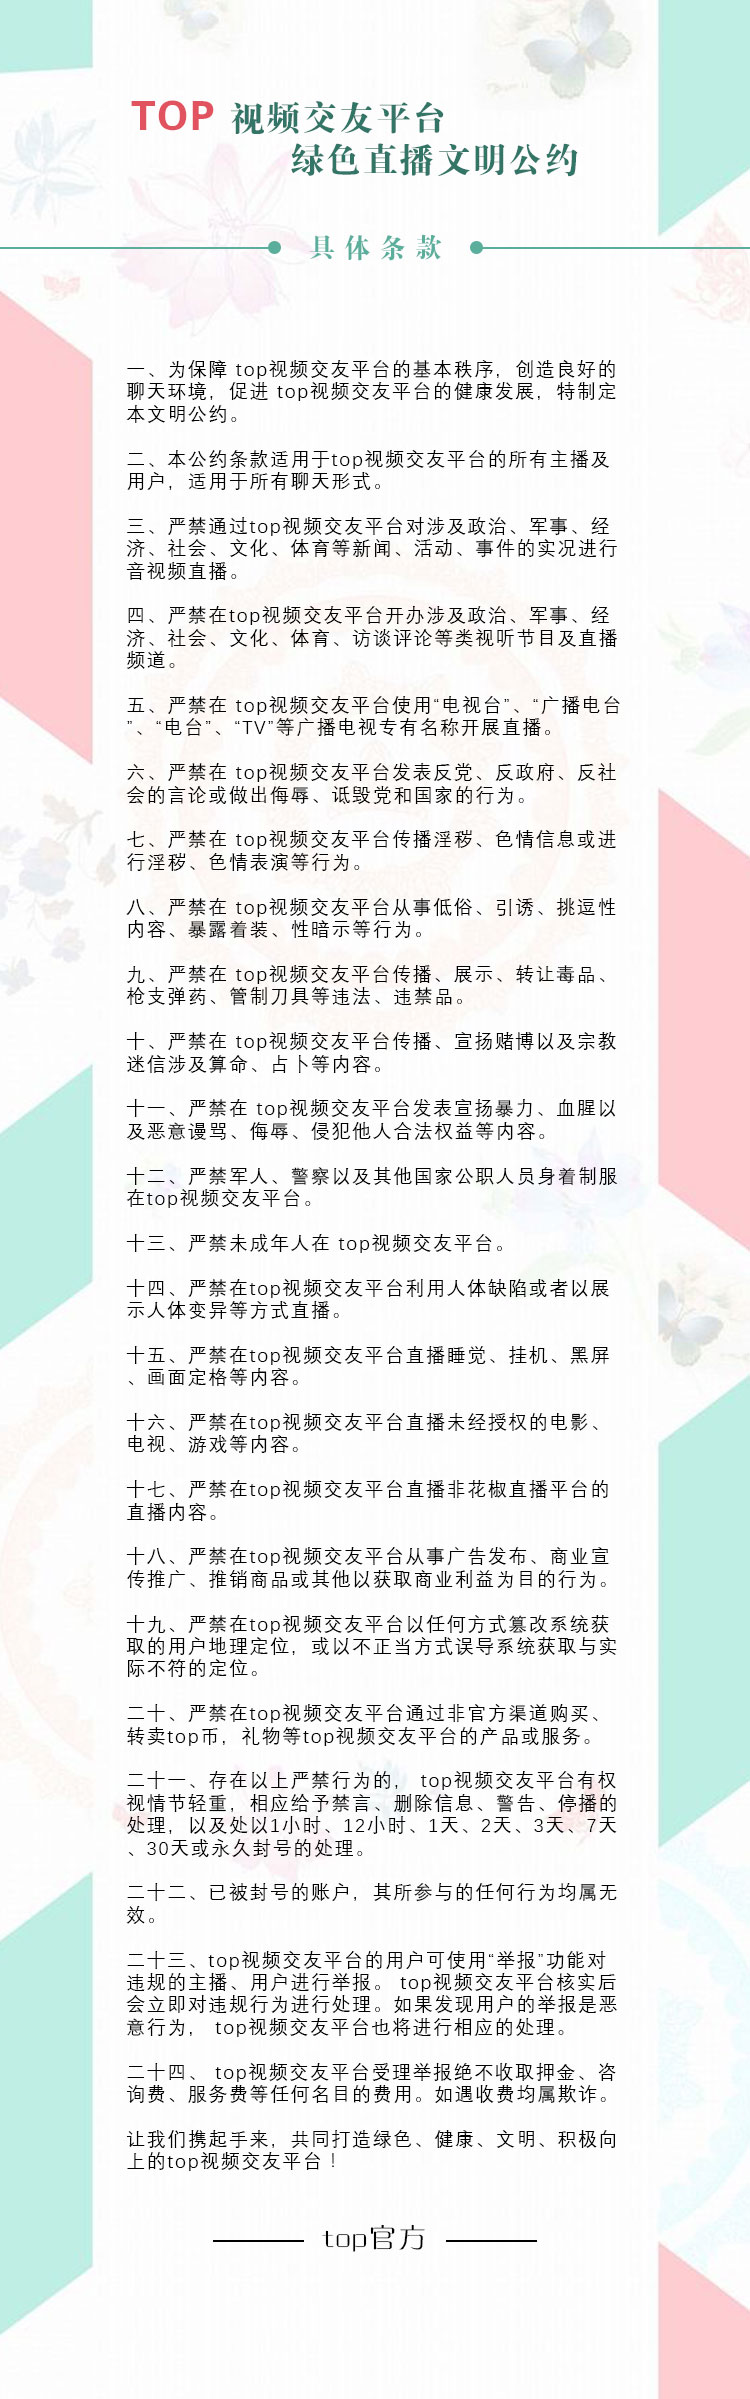 TOP 视频交友平台
绿色直播文明公约
具体条款
一、为保障 top视频交友平台的基本秩序，创造良好的
聊天环境，促进 top视频交友平台的健康发展，特制定
本文明公约。
二、本公约条款适用于top视频交友平台的所有主播及
用户，适用于所有聊天形式。
三、严禁通过top视频交友平台对涉及政治、军事、经
济、社会、文化、体育等新闻、活动、事件的实况进行
音视频直播。
四、严禁在top视频交友平台开办涉及政治、军事、经
济、社会、文化、体育、访谈评论等类视听节目及直播
频道。
五、严禁在 top视频交友平台使用“电视台”、“广播电台
”、“电台”、“TV”等广播电视专有名称开展直播。
六、严禁在 top视频交友平台发表反党、反政府、反社
会的言论或做出侮辱、诋毁党和国家的行为。
七、严禁在 top视频交友平台传播淫秽、色情信息或进
行淫秽、色情表演等行为。
八、严禁在 top视频交友平台从事低俗、引诱、挑逗性
内容、暴露着装、性暗示等行为。
九、严禁在 top视频交友平台传播、展示、转让毒品、
枪支弹药、管制刀具等违法、违禁品。
十、严禁在 top视频交友平台传播、宣扬赌博以及宗教
迷信涉及算命、占卜等内容。
十一、严禁在 top视频交友平台发表宣扬暴力、血腥以
及恶意谩骂、侮辱、侵犯他人合法权益等内容。
十二、严禁军人、警察以及其他国家公职人员身着制服
在top视频交友平台。
十三、严禁未成年人在 top视频交友平台。
十四、严禁在top视频交友平台利用人体缺陷或者以展
示人体变异等方式直播。
十五、严禁在top视频交友平台直播睡觉、挂机、黑屏
、画面定格等内容。
十六、严禁在top视频交友平台直播未经授权的电影、
电视、游戏等内容。
十七、严禁在top视频交友平台直播非花椒直播平台的
直播内容。
十八、严禁在top视频交友平台从事广告发布、商业宣
传推广、推销商品或其他以获取商业利益为目的行为。
十九、严禁在top视频交友平台以任何方式篡改系统获
取的用户地理定位，或以不正当方式误导系统获取与实
际不符的定位。
二十、严禁在top视频交友平台通过非官方渠道购买、
转卖top币，礼物等top视频交友平台的产品或服务。
二十一、存在以上严禁行为的， top视频交友平台有权
视情节轻重，相应给予禁言、删除信息、警告、停播的
处理，以及处以1小时、12小时、1天、2天、3天、7天
、30天或永久封号的处理。
二十二、已被封号的账户，其所参与的任何行为均属无
效。
二十三、top视频交友平台的用户可使用“举报”功能对
违规的主播、用户进行举报。 top视频交友平台核实后
会立即对违规行为进行处理。如果发现用户的举报是恶
意行为， top视频交友平台也将进行相应的处理。
二十四、 top视频交友平台受理举报绝不收取押金、咨
询费、服务费等任何名目的费用。如遇收费均属欺诈。
让我们携起手来，共同打造绿色、健康、文明、积极向
上的top视频交友平台！
top官方